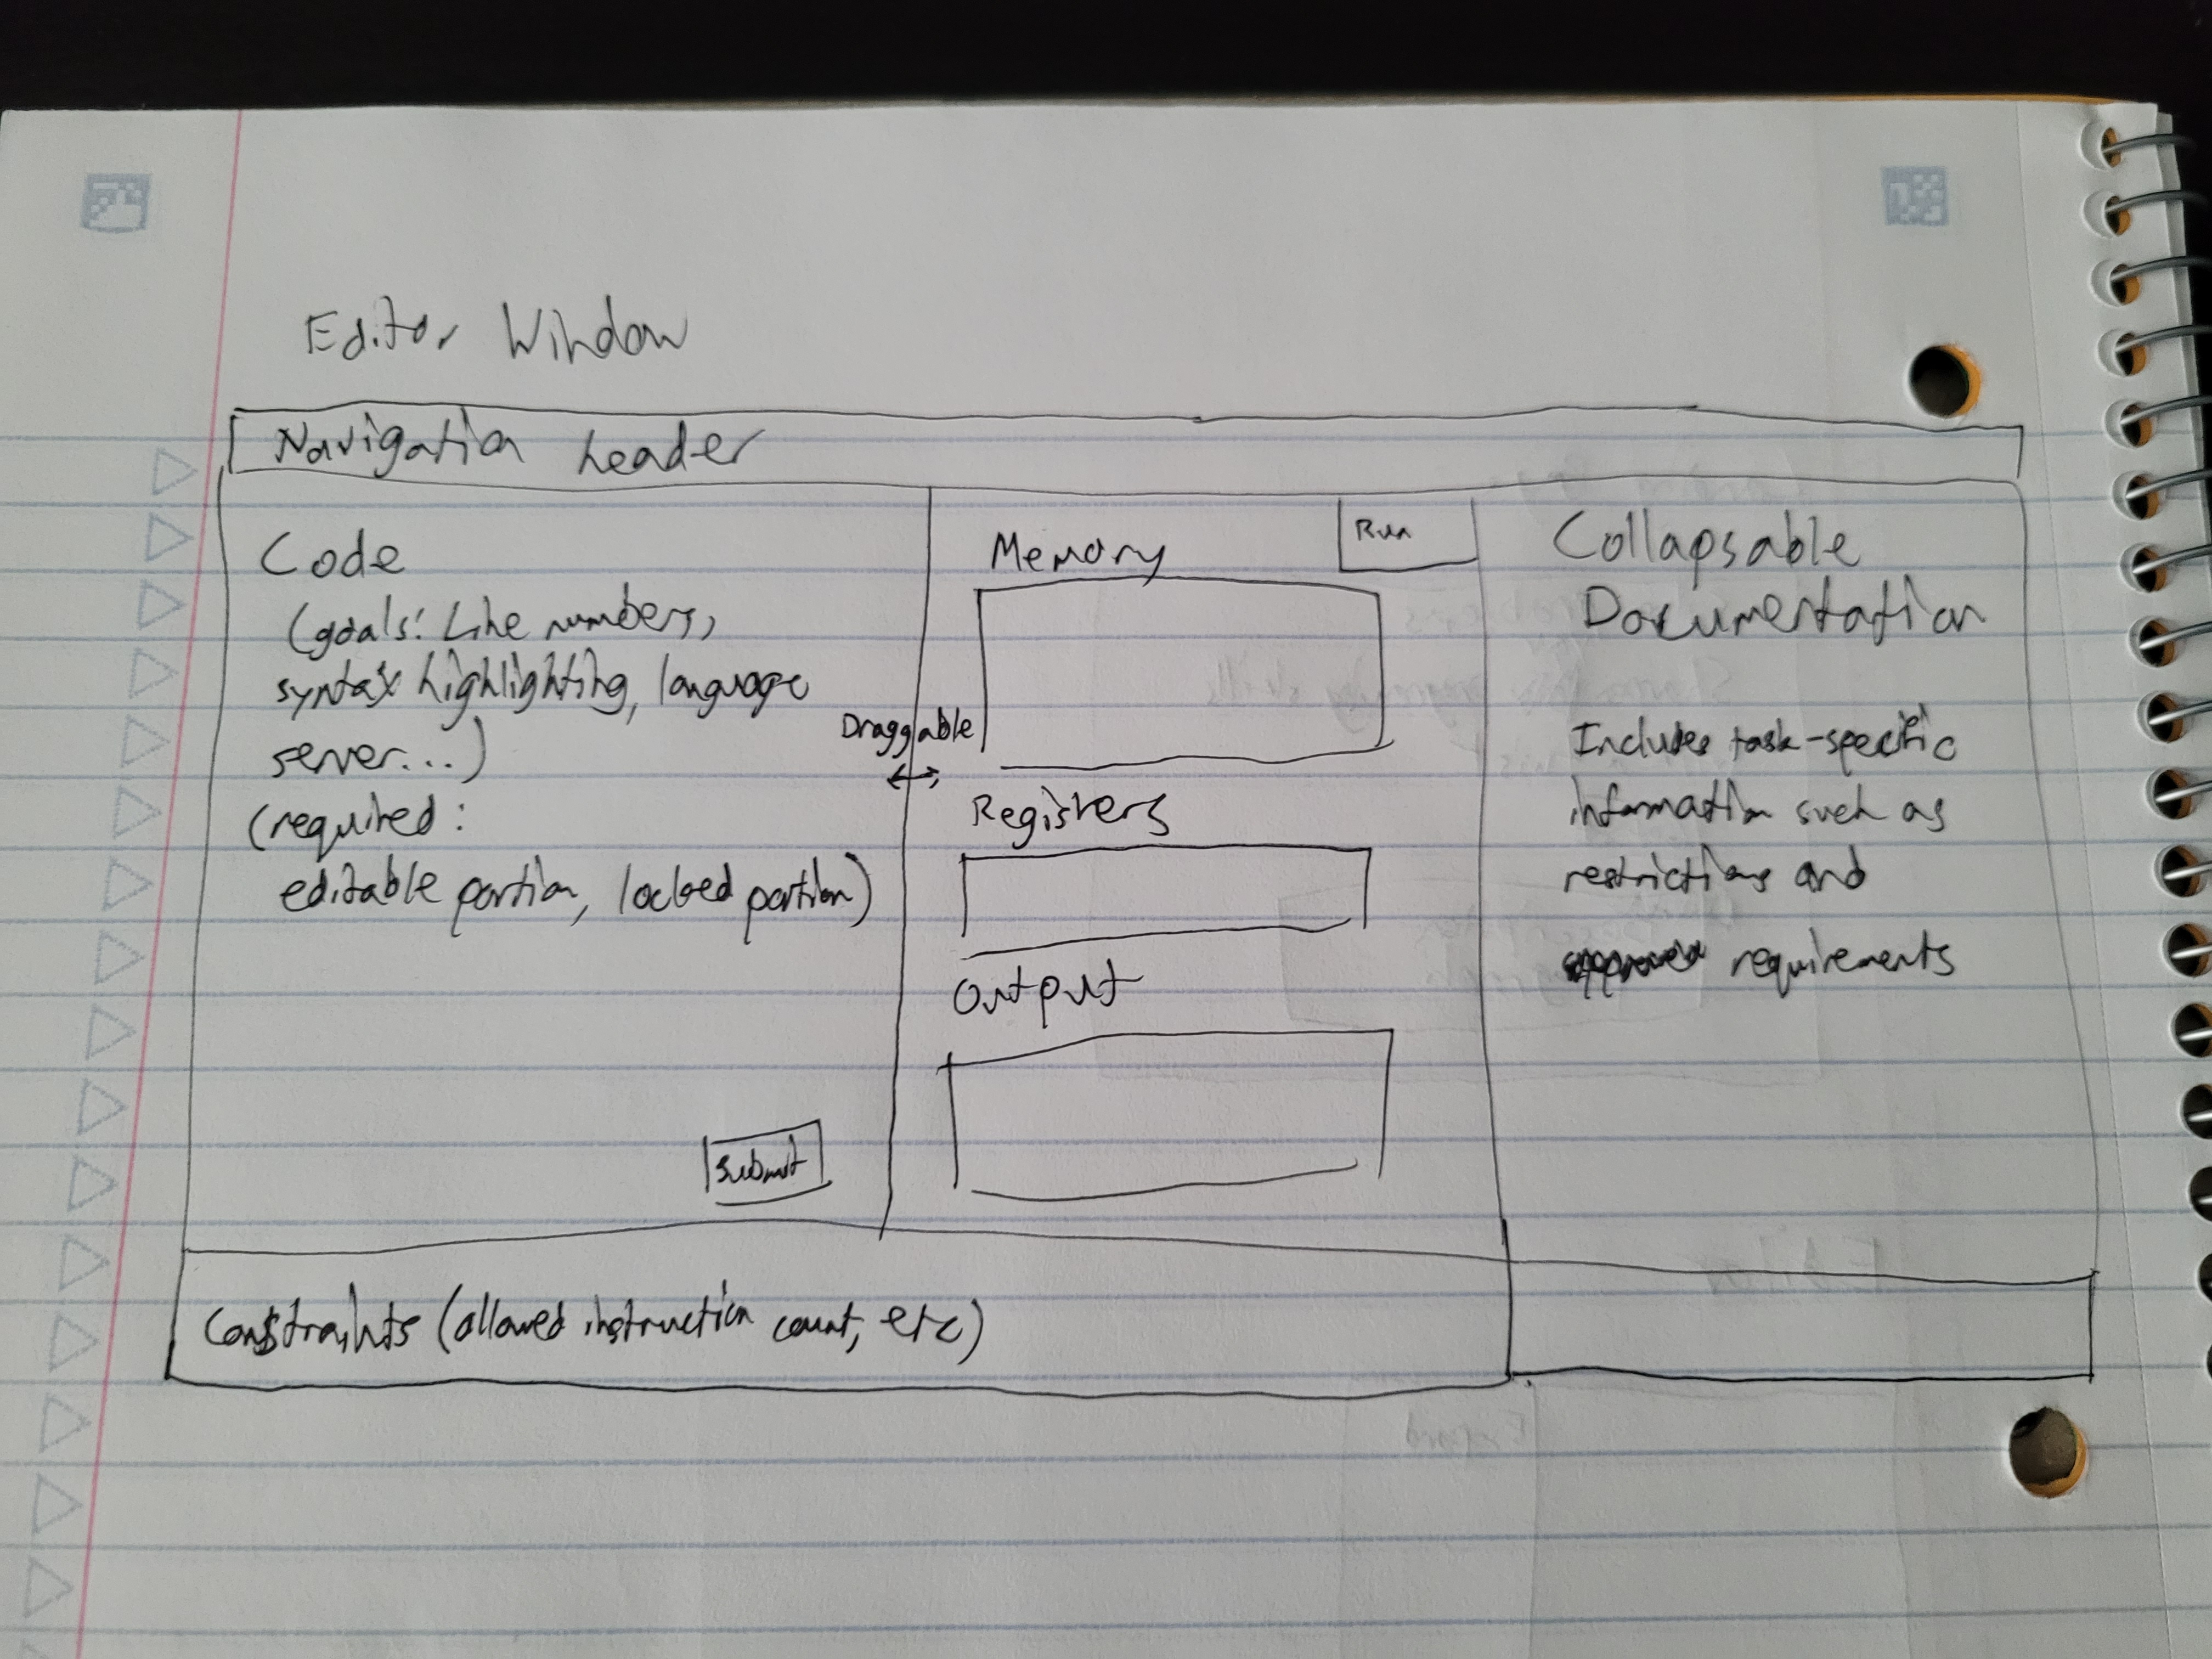 Editor Window
Navigation header
Code
(goals: Line numbers,
syntax highlighting, language
server...)
(required:
editable portion, locked portion)
Submit
Draggable
Memory
Run
Registers
Output
Collapsable
Documentation
Includes task-specific
information such as
restrictions and
requirements
Constraints (allowed instruction count, etc)